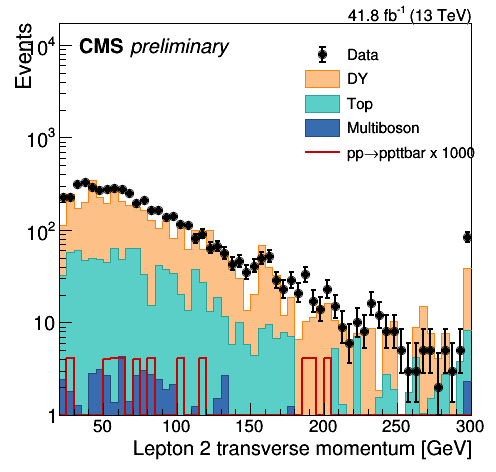 41.8 fb⁻¹ (13 TeV)
CMS preliminary
Events
Data
DY
Top
Multiboson
pp→ppttbar x 1000
10⁴
10³
10²
10
1
50 100 150 200 250 300
Lepton 2 transverse momentum [GeV]